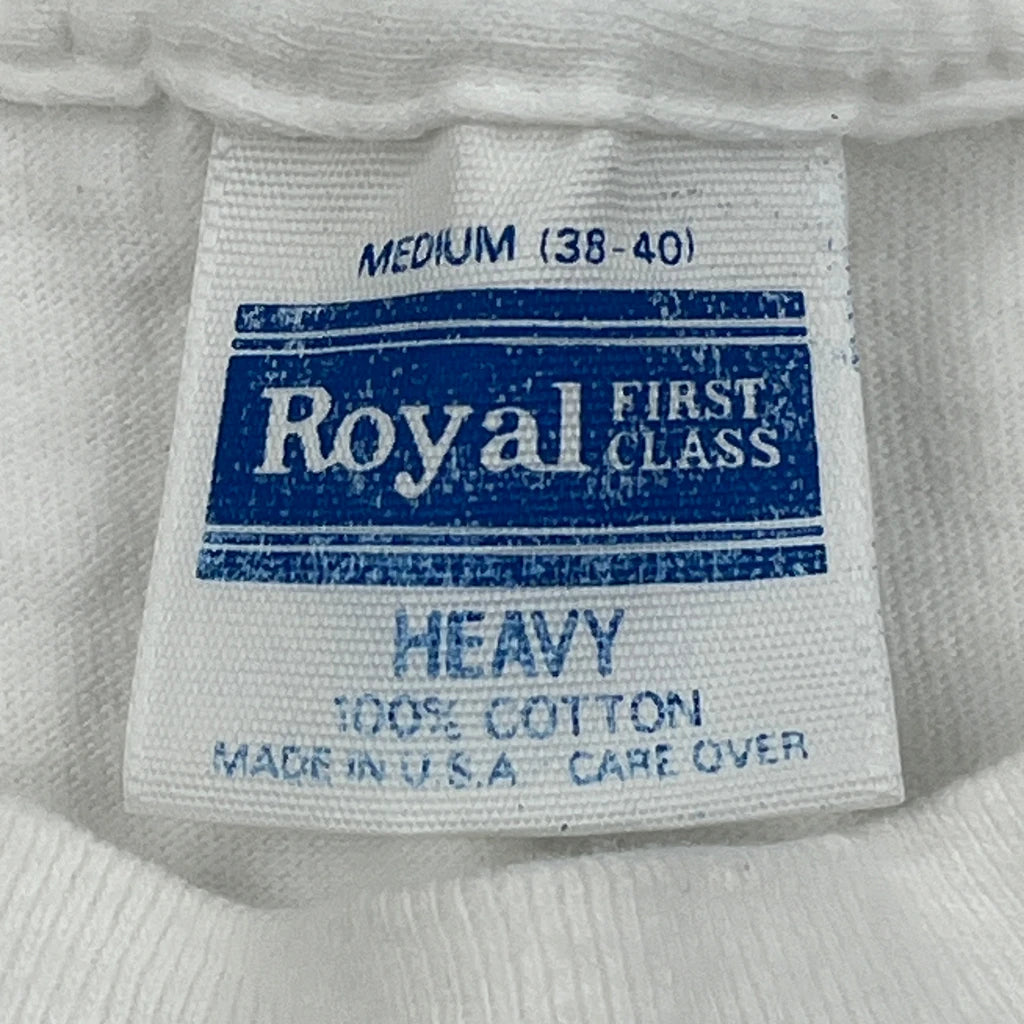 MEDIUM (38-40)
Royal FIRST CLASS
HEAVY
100% COTTON
MADE IN U.S.A CARE OVER